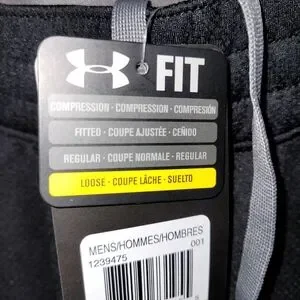 FIT
COMPRESSION · COMPRESSION · COMPRESIÓN
FITTED · COUPE AJUSTÉE · CEÑIDO
REGULAR · COUPE NORMALE · REGULAR
LOOSE · COUPE LÂCHE · SUELTO
MENS/HOMMES/HOMBRES
1239475 001